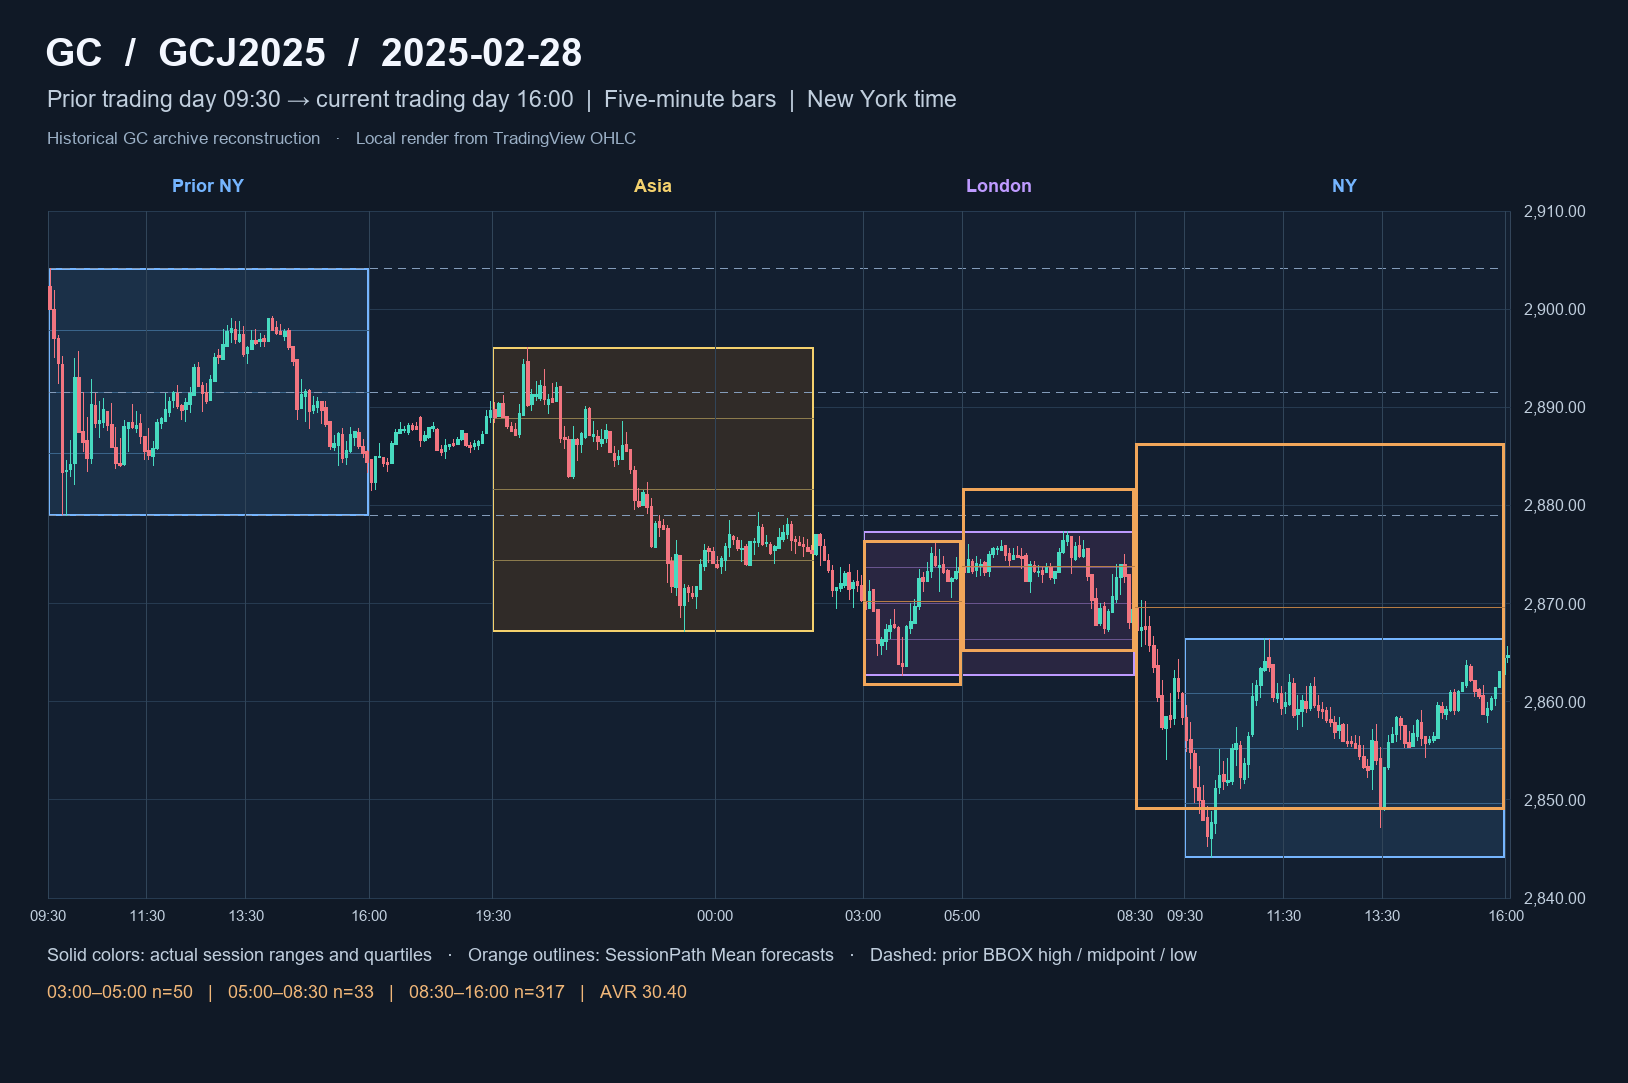 GC / GCJ2025 / 2025-02-28
Prior trading day 09:30 → current trading day 16:00 | Five-minute bars | New York time
Historical GC archive reconstruction · Local render from TradingView OHLC
Prior NY Asia London NY
2,910.00
2,900.00
2,890.00
2,880.00
2,870.00
2,860.00
2,850.00
2,840.00
09:30 11:30 13:30 16:00 19:30 00:00 03:00 05:00 08:30 09:30 11:30 13:30 16:00
Solid colors: actual session ranges and quartiles · Orange outlines: SessionPath Mean forecasts · Dashed: prior BBOX high / midpoint / low
03:00–05:00 n=50 | 05:00–08:30 n=33 | 08:30–16:00 n=317 | AVR 30.40